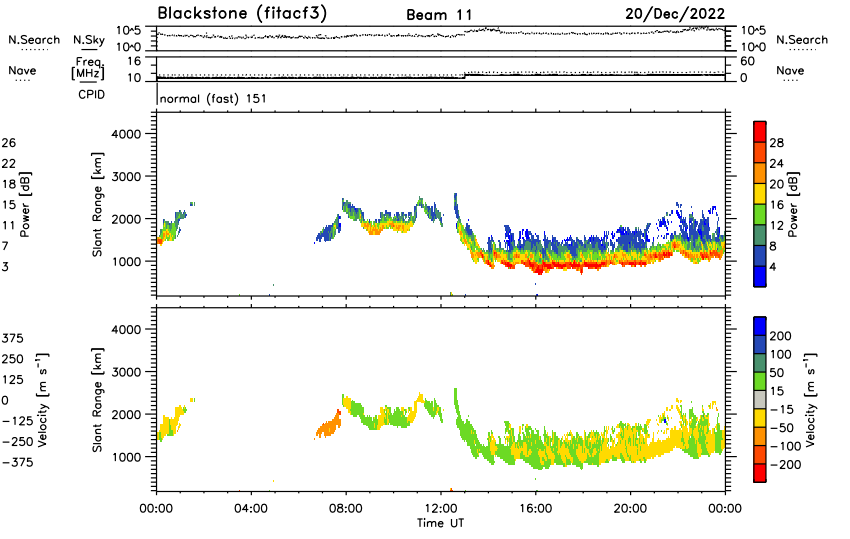 Blackstone (fitacf3) Beam 11 20/Dec/2022
N.Search N.Sky 10^5 10^0 10^5 10^0 N.Search
Nave Freq. [MHz] 16 10 60 0 Nave
CPID normal (fast) 151
26 22 18 15 11 7 3
Power [dB]
Slant Range [km]
4000
3000
2000
1000
28
24
20
16
12
8
4
Power [dB]
375
250
125
0
-125
-250
-375
Velocity [m s⁻¹]
Slant Range [km]
4000
3000
2000
1000
200
100
50
15
-15
-50
-100
-200
Velocity [m s⁻¹]
00:00 04:00 08:00 12:00 16:00 20:00 00:00
Time UT